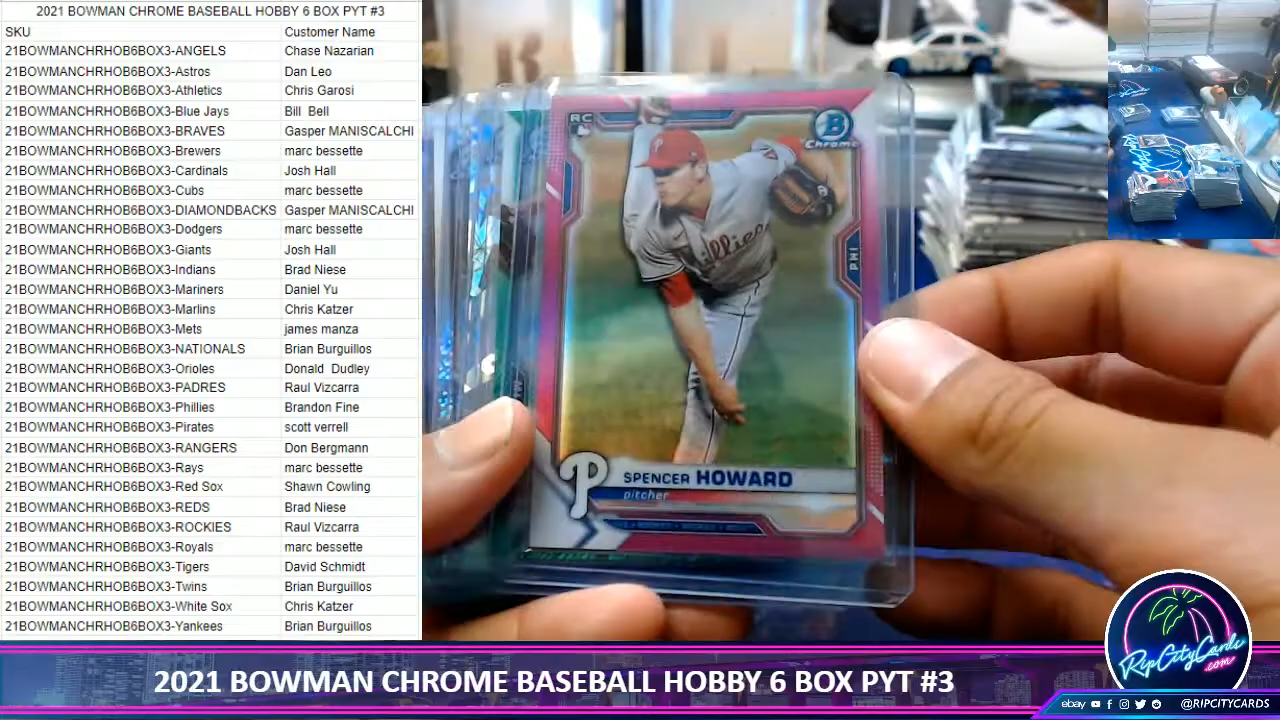 2021 BOWMAN CHROME BASEBALL HOBBY 6 BOX PYT #3
SKU Customer Name
21BOWMANCHRHOB6BOX3-ANGELS Chase Nazarian
21BOWMANCHRHOB6BOX3-Astros Dan Leo
21BOWMANCHRHOB6BOX3-Athletics Chris Garosi
21BOWMANCHRHOB6BOX3-Blue Jays Bill Bell
21BOWMANCHRHOB6BOX3-BRAVES Gasper MANISCALCHI
21BOWMANCHRHOB6BOX3-Brewers marc bessette
21BOWMANCHRHOB6BOX3-Cardinals Josh Hall
21BOWMANCHRHOB6BOX3-Cubs marc bessette
21BOWMANCHRHOB6BOX3-DIAMONDBACKS Gasper MANISCALCHI
21BOWMANCHRHOB6BOX3-Dodgers marc bessette
21BOWMANCHRHOB6BOX3-Giants Josh Hall
21BOWMANCHRHOB6BOX3-Indians Brad Niese
21BOWMANCHRHOB6BOX3-Mariners Daniel Yu
21BOWMANCHRHOB6BOX3-Marlins Chris Katzer
21BOWMANCHRHOB6BOX3-Mets james manza
21BOWMANCHRHOB6BOX3-NATIONALS Brian Burguillos
21BOWMANCHRHOB6BOX3-Orioles Donald Dudley
21BOWMANCHRHOB6BOX3-PADRES Raul Vizcarra
21BOWMANCHRHOB6BOX3-Phillies Brandon Fine
21BOWMANCHRHOB6BOX3-Pirates scott verrell
21BOWMANCHRHOB6BOX3-RANGERS Don Bergmann
21BOWMANCHRHOB6BOX3-Rays marc bessette
21BOWMANCHRHOB6BOX3-Red Sox Shawn Cowling
21BOWMANCHRHOB6BOX3-REDS Brad Niese
21BOWMANCHRHOB6BOX3-ROCKIES Raul Vizcarra
21BOWMANCHRHOB6BOX3-Royals marc bessette
21BOWMANCHRHOB6BOX3-Tigers David Schmidt
21BOWMANCHRHOB6BOX3-Twins Brian Burguillos
21BOWMANCHRHOB6BOX3-White Sox Chris Katzer
21BOWMANCHRHOB6BOX3-Yankees Brian Burguillos
RC
B
Chrome
Phillies
PHI
P
SPENCER HOWARD
pitcher
2021 BOWMAN CHROME BASEBALL HOBBY 6 BOX PYT #3
RipCityCards
.com
ebay @RIPCITYCARDS